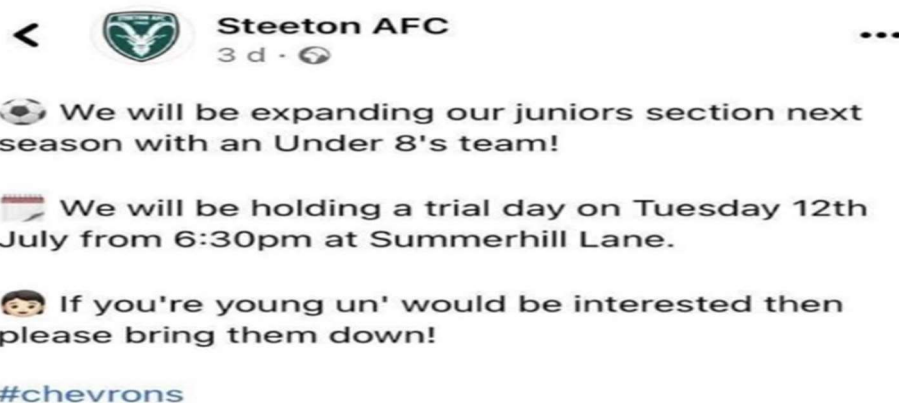 Steeton AFC
3 d ·
We will be expanding our juniors section next
season with an Under 8's team!
We will be holding a trial day on Tuesday 12th
July from 6:30pm at Summerhill Lane.
If you're young un' would be interested then
please bring them down!
#chevrons